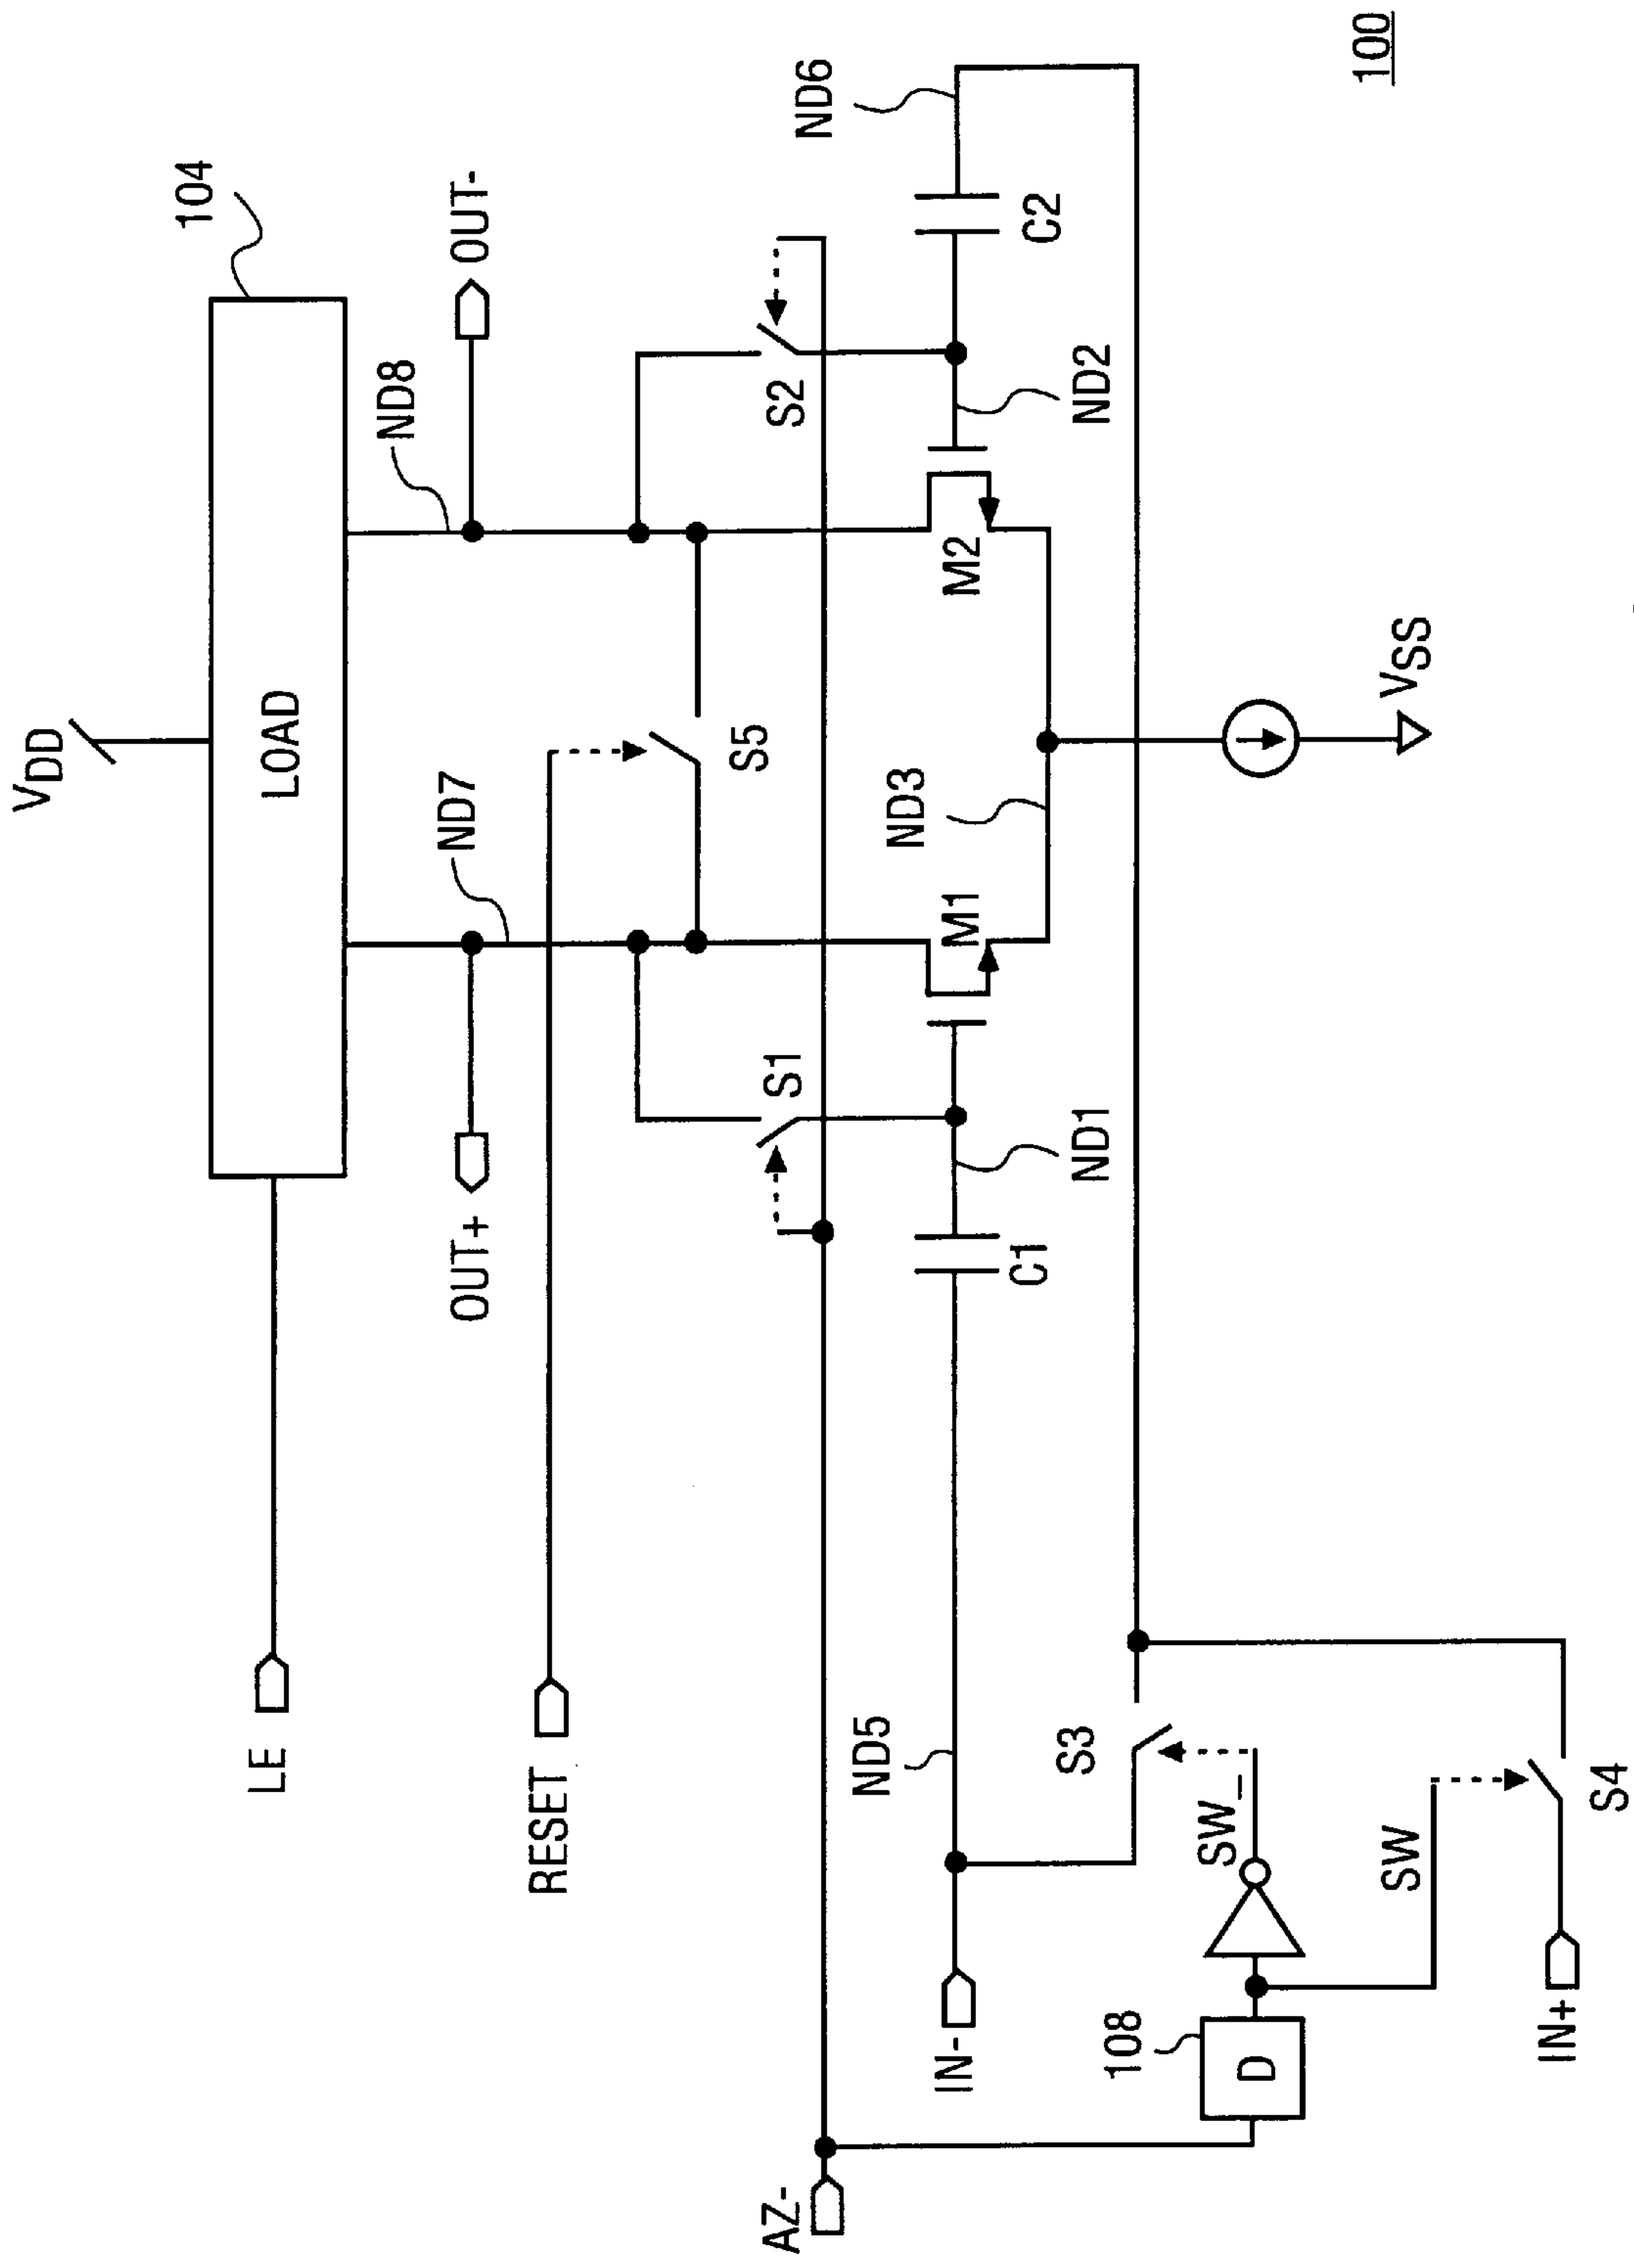 VDD
104
LOAD
LE
ND7
ND8
OUT+
OUT-
RESET
S5
S1
S2
AZ-
ND5
IN-
C1
ND1
M1
M2
ND2
C2
ND6
ND3
S3
SW_
108
D
SW
S4
IN+
VSS
100